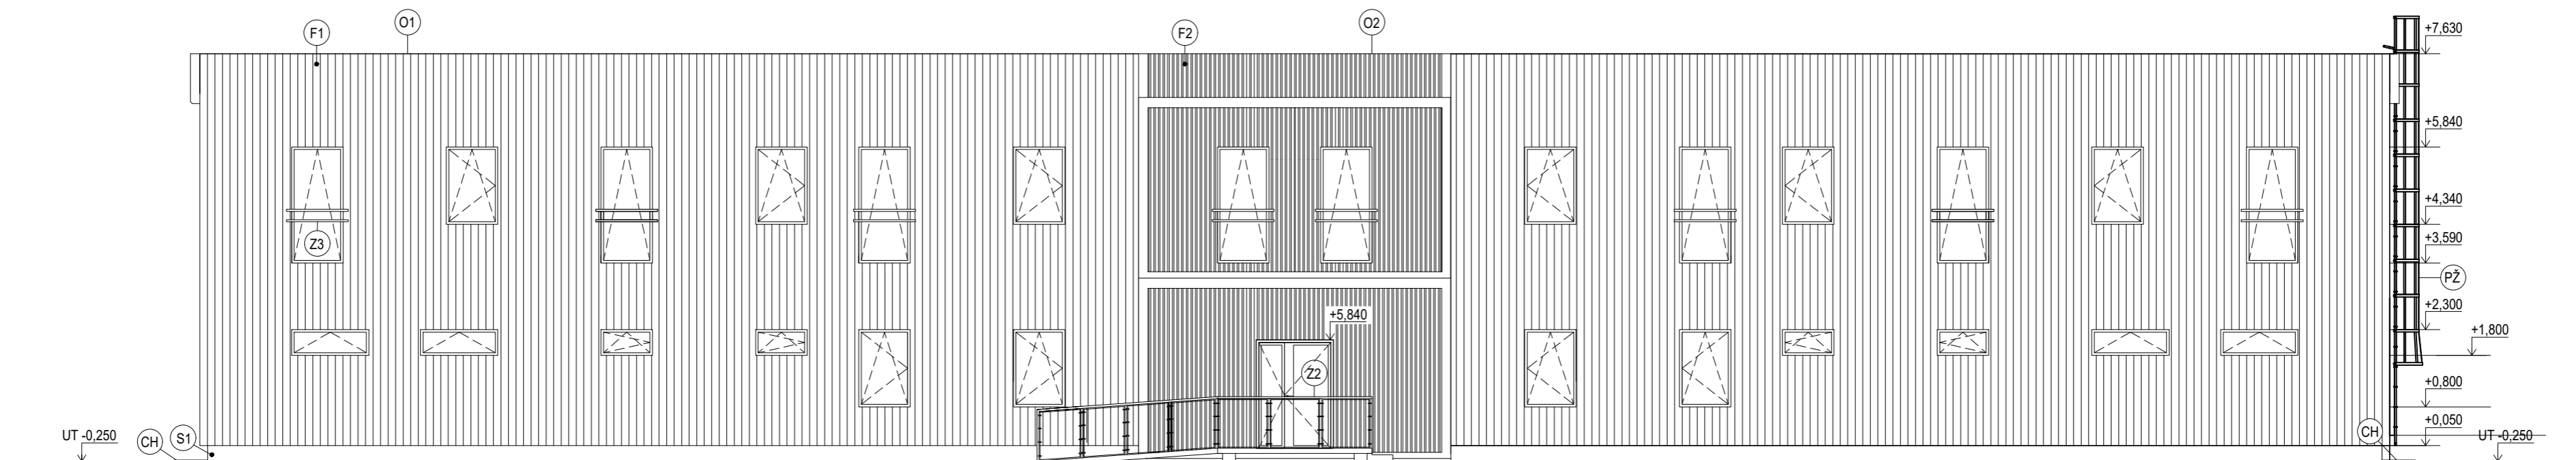 O1
O2
F1
F2
+7,630
+5,840
+4,340
Z3
+3,590
PŽ
+2,300
+5,840
+1,800
Z2
+0,800
+0,050
UT -0,250
CH
S1
CH
UT -0,250